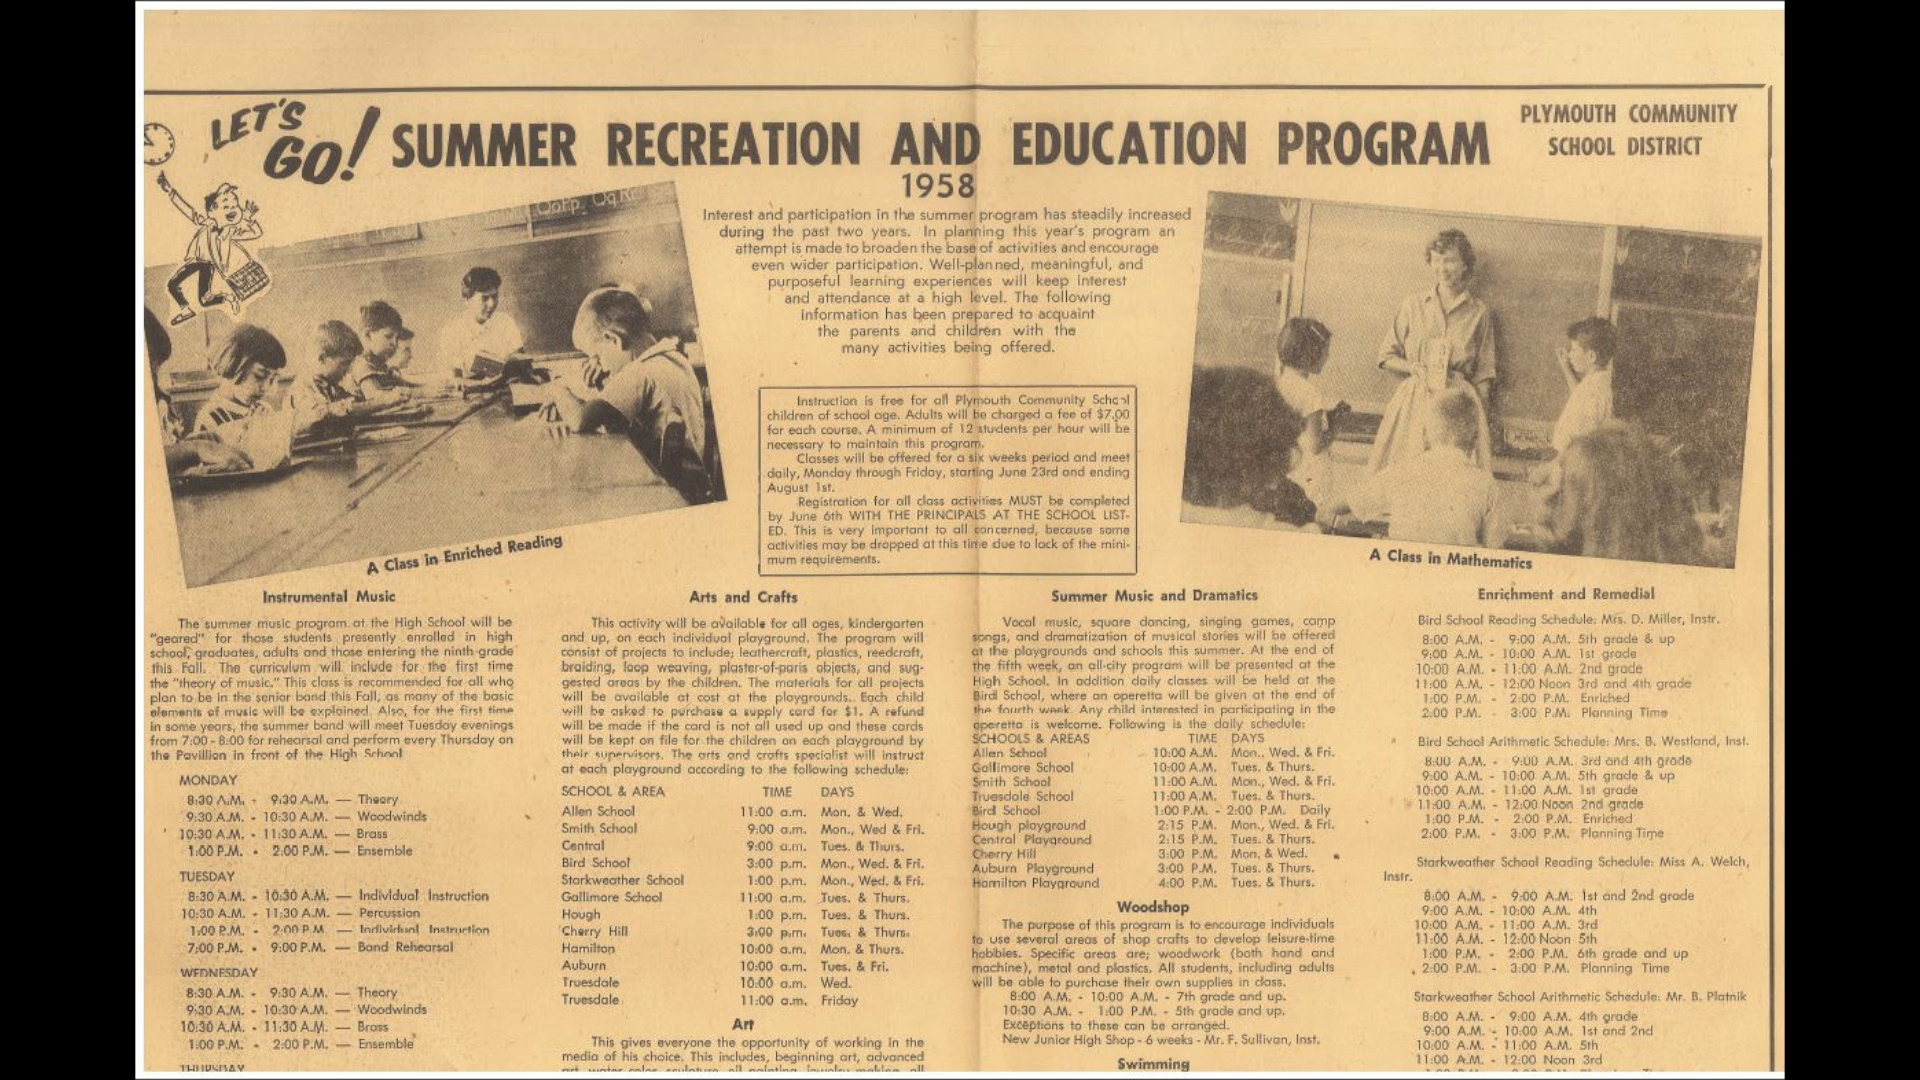 LET'S
GO!
SUMMER RECREATION AND EDUCATION PROGRAM
1958
PLYMOUTH COMMUNITY
SCHOOL DISTRICT
Interest and participation in the summer program has steadily increased
during the past two years. In planning this year's program an
attempt is made to broaden the base of activities and encourage
even wider participation. Well-planned, meaningful, and
purposeful learning experiences will keep interest
and attendance at a high level. The following
information has been prepared to acquaint
the parents and children with the
many activities being offered.
Instruction is free for all Plymouth Community School
children of school age. Adults will be charged a fee of $7.00
for each course. A minimum of 12 students per hour will be
necessary to maintain this program.
Classes will be offered for a six weeks period and meet
daily, Monday through Friday, starting June 23rd and ending
August 1st.
Registration for all class activities MUST be completed
by June 6th WITH THE PRINCIPALS AT THE SCHOOL LIST-
ED. This is very important to all concerned, because some
activities may be dropped at this time due to lack of the mini-
mum requirements.
A Class in Enriched Reading
A Class in Mathematics
Instrumental Music
The summer music program at the High School will be
"geared" for those students presently enrolled in high
school, graduates, adults and those entering the ninth grade
this Fall. The curriculum will include for the first time
the "theory of music." This class is recommended for all who
plan to be in the senior band this Fall, as many of the basic
elements of music will be explained. Also, for the first time
in some years, the summer band will meet Tuesday evenings
from 7:00 - 8:00 for rehearsal and perform every Thursday on
the Pavillion in front of the High School
MONDAY
8:30 A.M. - 9:30 A.M. — Theory
9:30 A.M. - 10:30 A.M. — Woodwinds
10:30 A.M. - 11:30 A.M. — Brass
1:00 P.M. - 2:00 P.M. — Ensemble
TUESDAY
8:30 A.M. - 10:30 A.M. — Individual Instruction
10:30 A.M. - 11:30 A.M. — Percussion
1:00 P.M. - 2:00 P.M. — Individual Instruction
7:00 P.M. - 9:00 P.M. — Band Rehearsal
WEDNESDAY
8:30 A.M. - 9:30 A.M. — Theory
9:30 A.M. - 10:30 A.M. — Woodwinds
10:30 A.M. - 11:30 A.M. — Brass
1:00 P.M. - 2:00 P.M. — Ensemble
THURSDAY
Arts and Crafts
This activity will be available for all ages, kindergarten
and up, on each individual playground. The program will
consist of projects to include; leathercraft, plastics, reedcraft,
braiding, loop weaving, plaster-of-paris objects, and sug-
gested areas by the children. The materials for all projects
will be available at cost at the playgrounds. Each child
will be asked to purchase a supply card for $1. A refund
will be made if the card is not all used up and these cards
will be kept on file for the children on each playground by
their supervisors. The arts and crafts specialist will instruct
at each playground according to the following schedule:
SCHOOL & AREA TIME DAYS
Allen School 11:00 a.m. Mon. & Wed.
Smith School 9:00 a.m. Mon., Wed & Fri.
Central 9:00 a.m. Tues. & Thurs.
Bird School 3:00 p.m. Mon., Wed. & Fri.
Starkweather School 1:00 p.m. Mon., Wed. & Fri.
Gallimore School 11:00 a.m. Tues. & Thurs.
Hough 1:00 p.m. Tues. & Thurs.
Cherry Hill 3:00 p.m. Tues. & Thurs.
Hamilton 10:00 a.m. Mon. & Thurs.
Auburn 10:00 a.m. Tues. & Fri.
Truesdale 10:00 a.m. Wed.
Truesdale 11:00 a.m. Friday
Art
This gives everyone the opportunity of working in the
media of his choice. This includes, beginning art, advanced
art, water color, sculpture, oil painting, jewelry making, all
Summer Music and Dramatics
Vocal music, square dancing, singing games, camp
songs, and dramatization of musical stories will be offered
at the playgrounds and schools this summer. At the end of
the fifth week, an all-city program will be presented at the
High School. In addition daily classes will be held at the
Bird School, where an operetta will be given at the end of
the fourth week. Any child interested in participating in the
operetta is welcome. Following is the daily schedule:
SCHOOLS & AREAS TIME DAYS
Allen School 10:00 A.M. Mon., Wed. & Fri.
Gallimore School 10:00 A.M. Tues. & Thurs.
Smith School 11:00 A.M. Mon., Wed. & Fri.
Truesdale School 11:00 A.M. Tues. & Thurs.
Bird School 1:00 P.M. - 2:00 P.M. Daily
Hough playground 2:15 P.M. Mon., Wed. & Fri.
Central Playground 2:15 P.M. Tues. & Thurs.
Cherry Hill 3:00 P.M. Mon. & Wed.
Auburn Playground 3:00 P.M. Tues. & Thurs.
Hamilton Playground 4:00 P.M. Tues. & Thurs.
Woodshop
The purpose of this program is to encourage individuals
to use several areas of shop crafts to develop leisure-time
hobbies. Specific areas are; woodwork (both hand and
machine), metal and plastics. All students, including adults
will be able to purchase their own supplies in class.
8:00 A.M. - 10:00 A.M. - 7th grade and up.
10:30 A.M. - 1:00 P.M. - 5th grade and up.
Exceptions to these can be arranged.
New Junior High Shop - 6 weeks - Mr. F. Sullivan, Inst.
Swimming
Enrichment and Remedial
Bird School Reading Schedule: Mrs. D. Miller, Instr.
8:00 A.M. - 9:00 A.M. 5th grade & up
9:00 A.M. - 10:00 A.M. 1st grade
10:00 A.M. - 11:00 A.M. 2nd grade
11:00 A.M. - 12:00 Noon 3rd and 4th grade
1:00 P.M. - 2:00 P.M. Enriched
2:00 P.M. - 3:00 P.M. Planning Time
Bird School Arithmetic Schedule: Mrs. B. Westland, Inst.
8:00 A.M. - 9:00 A.M. 3rd and 4th grade
9:00 A.M. - 10:00 A.M. 5th grade & up
10:00 A.M. - 11:00 A.M. 1st grade
11:00 A.M. - 12:00 Noon 2nd grade
1:00 P.M. - 2:00 P.M. Enriched
2:00 P.M. - 3:00 P.M. Planning Time
Starkweather School Reading Schedule: Miss A. Welch,
Instr.
8:00 A.M. - 9:00 A.M. 1st and 2nd grade
9:00 A.M. - 10:00 A.M. 4th
10:00 A.M. - 11:00 A.M. 3rd
11:00 A.M. - 12:00 Noon 5th
1:00 P.M. - 2:00 P.M. 6th grade and up
2:00 P.M. - 3:00 P.M. Planning Time
Starkweather School Arithmetic Schedule: Mr. B. Platnik
8:00 A.M. - 9:00 A.M. 4th grade
9:00 A.M. - 10:00 A.M. 1st and 2nd
10:00 A.M. - 11:00 A.M. 5th
11:00 A.M. - 12:00 Noon 3rd